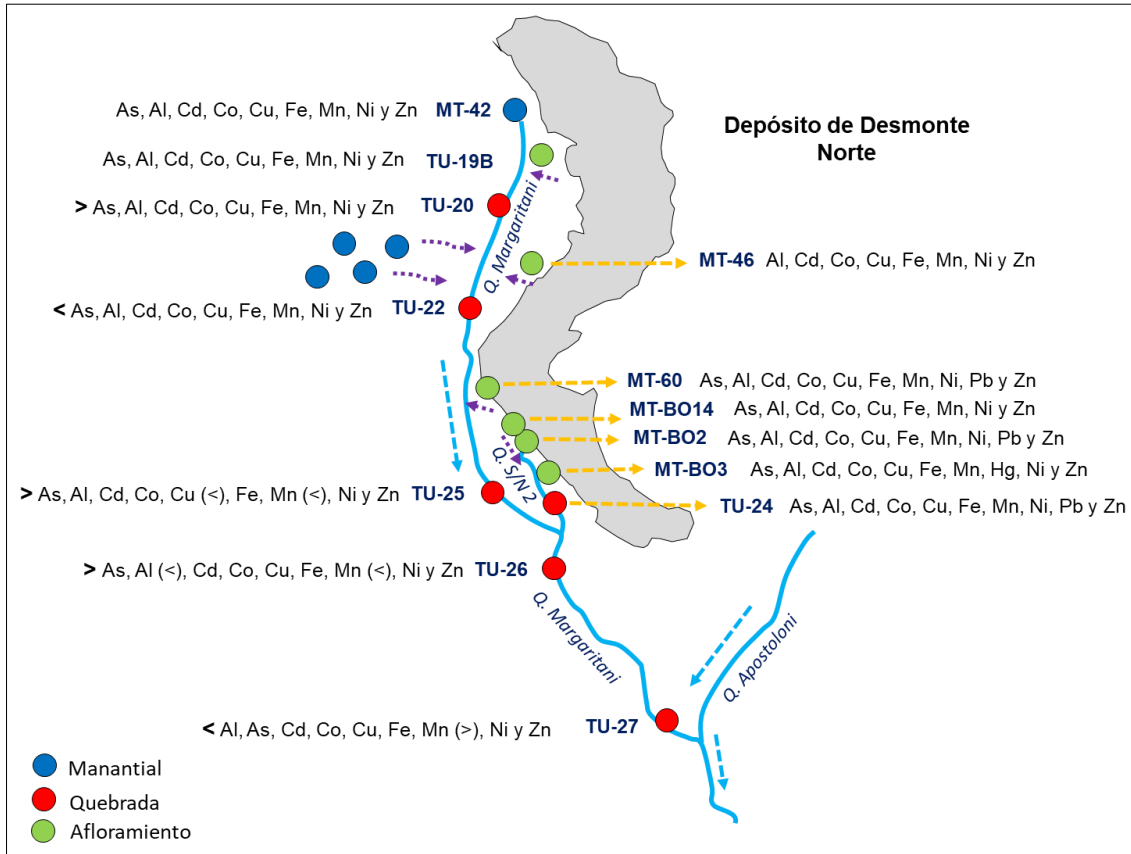 As, Al, Cd, Co, Cu, Fe, Mn, Ni y Zn MT-42
Depósito de Desmonte
Norte
As, Al, Cd, Co, Cu, Fe, Mn, Ni y Zn TU-19B
> As, Al, Cd, Co, Cu, Fe, Mn, Ni y Zn TU-20
Q. Margaritani
MT-46 Al, Cd, Co, Cu, Fe, Mn, Ni y Zn
< As, Al, Cd, Co, Cu, Fe, Mn, Ni y Zn TU-22
MT-60 As, Al, Cd, Co, Cu, Fe, Mn, Ni, Pb y Zn
MT-BO14 As, Al, Cd, Co, Cu, Fe, Mn, Ni y Zn
MT-BO2 As, Al, Cd, Co, Cu, Fe, Mn, Ni, Pb y Zn
MT-BO3 As, Al, Cd, Co, Cu, Fe, Mn, Hg, Ni y Zn
Q. S/N 2
> As, Al, Cd, Co, Cu (<), Fe, Mn (<), Ni y Zn TU-25
TU-24 As, Al, Cd, Co, Cu, Fe, Mn, Ni, Pb y Zn
> As, Al (<), Cd, Co, Cu, Fe, Mn (<), Ni y Zn TU-26
Q. Margaritani
Q. Apostoloni
< Al, As, Cd, Co, Cu, Fe, Mn (>), Ni y Zn TU-27
Manantial
Quebrada
Afloramiento